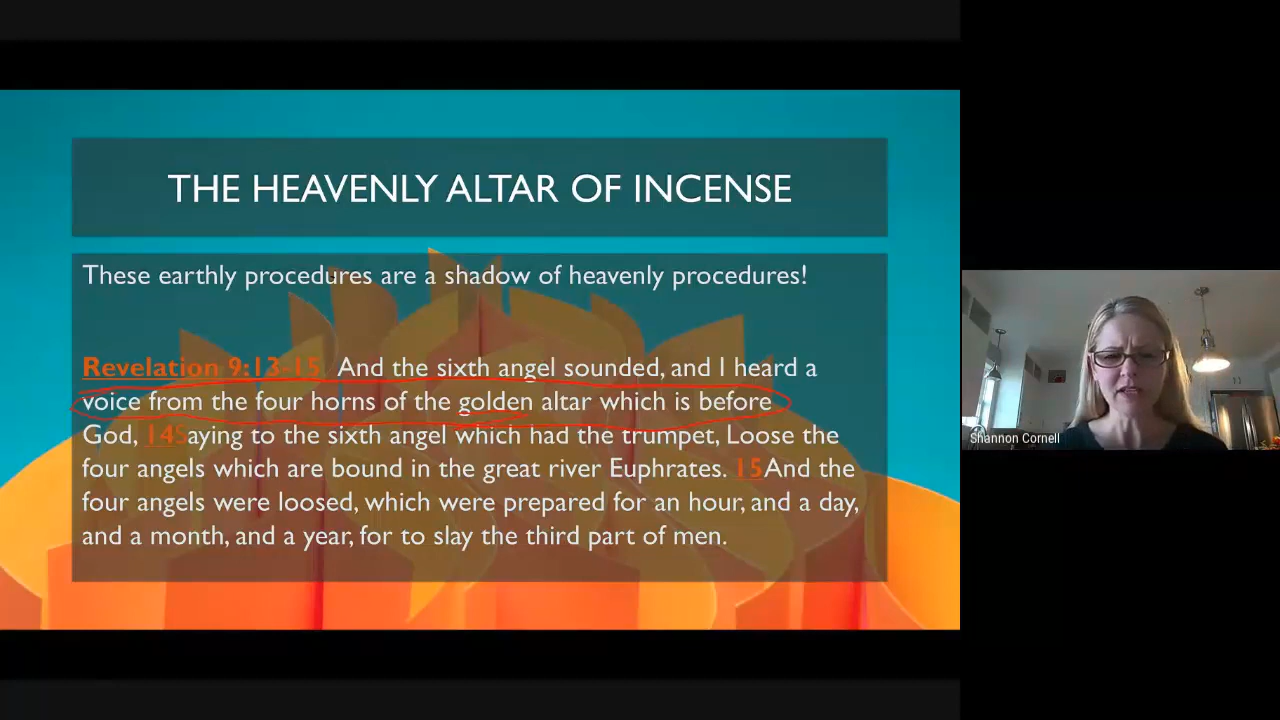 THE HEAVENLY ALTAR OF INCENSE
These earthly procedures are a shadow of heavenly procedures!
Revelation 9:13-15 And the sixth angel sounded, and I heard a
voice from the four horns of the golden altar which is before
God, 14Saying to the sixth angel which had the trumpet, Loose the
four angels which are bound in the great river Euphrates. 15And the
four angels were loosed, which were prepared for an hour, and a day,
and a month, and a year, for to slay the third part of men.
Shannon Cornell